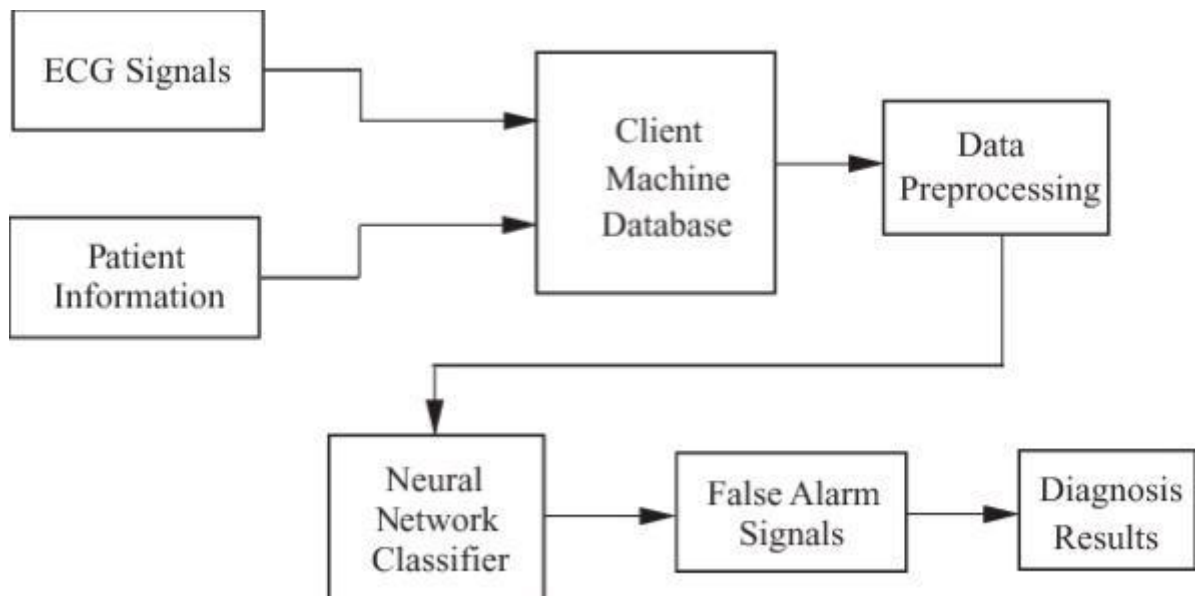 ECG Signals
Patient
Information
Client
Machine
Database
Data
Preprocessing
Neural
Network
Classifier
False Alarm
Signals
Diagnosis
Results